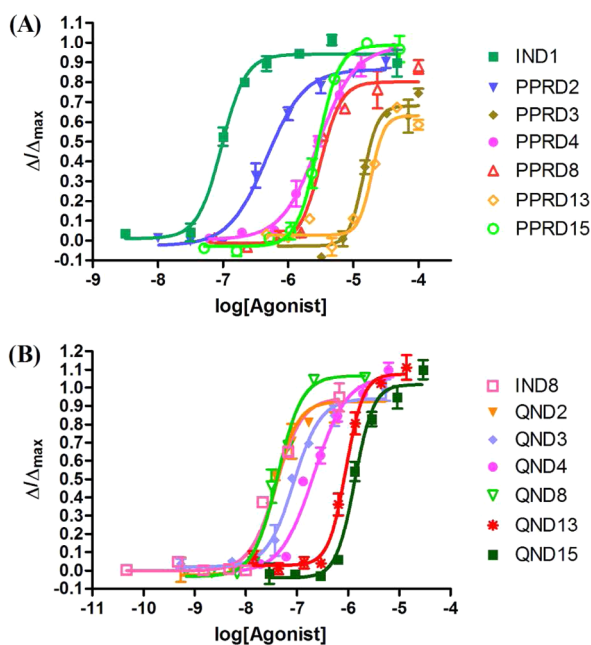 (A)
1.1
1.0
0.9
0.8
0.7
0.6
0.5
0.4
0.3
0.2
0.1
0.0
-0.1
Δ/Δmax
-9
-8
-7
-6
-5
-4
-3
log[Agonist]
IND1
PPRD2
PPRD3
PPRD4
PPRD8
PPRD13
PPRD15
(B)
1.2
1.1
1.0
0.9
0.8
0.7
0.6
0.5
0.4
0.3
0.2
0.1
0.0
-0.1
Δ/Δmax
-11
-10
-9
-8
-7
-6
-5
-4
log[Agonist]
IND8
QND2
QND3
QND4
QND8
QND13
QND15